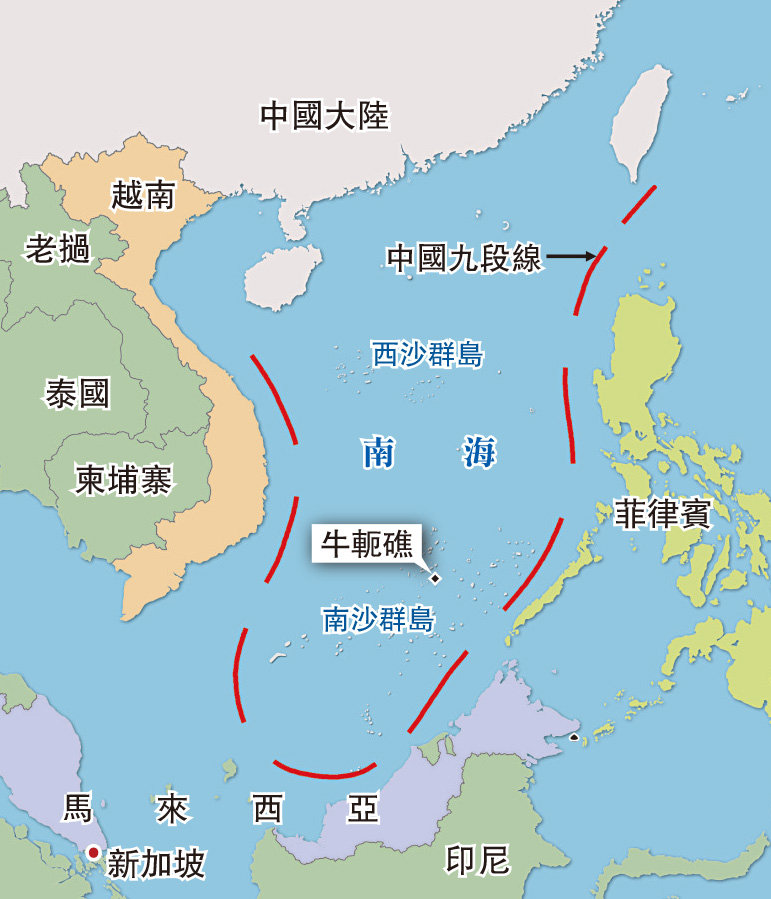 中國大陸
越南
老撾
中國九段線
西沙群島
泰國
南海
柬埔寨
菲律賓
牛軛礁
南沙群島
馬來西亞
新加坡
印尼